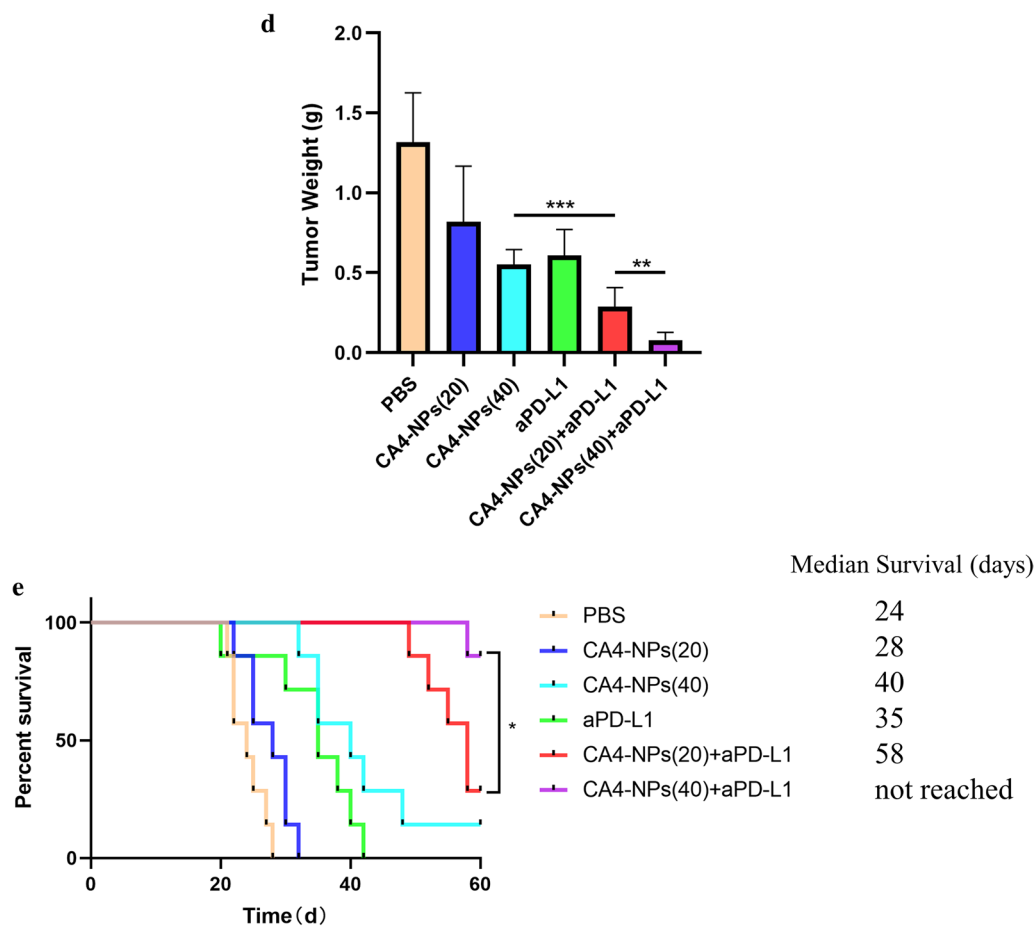 d
Tumor Weight (g)
2.0
1.5
1.0
0.5
0.0
***
**
PBS
CA4-NPs(20)
CA4-NPs(40)
aPD-L1
CA4-NPs(20)+aPD-L1
CA4-NPs(40)+aPD-L1
e
Median Survival (days)
Percent survival
100
50
0
0
20
40
60
Time(d)
*
PBS 24
CA4-NPs(20) 28
CA4-NPs(40) 40
aPD-L1 35
CA4-NPs(20)+aPD-L1 58
CA4-NPs(40)+aPD-L1 not reached